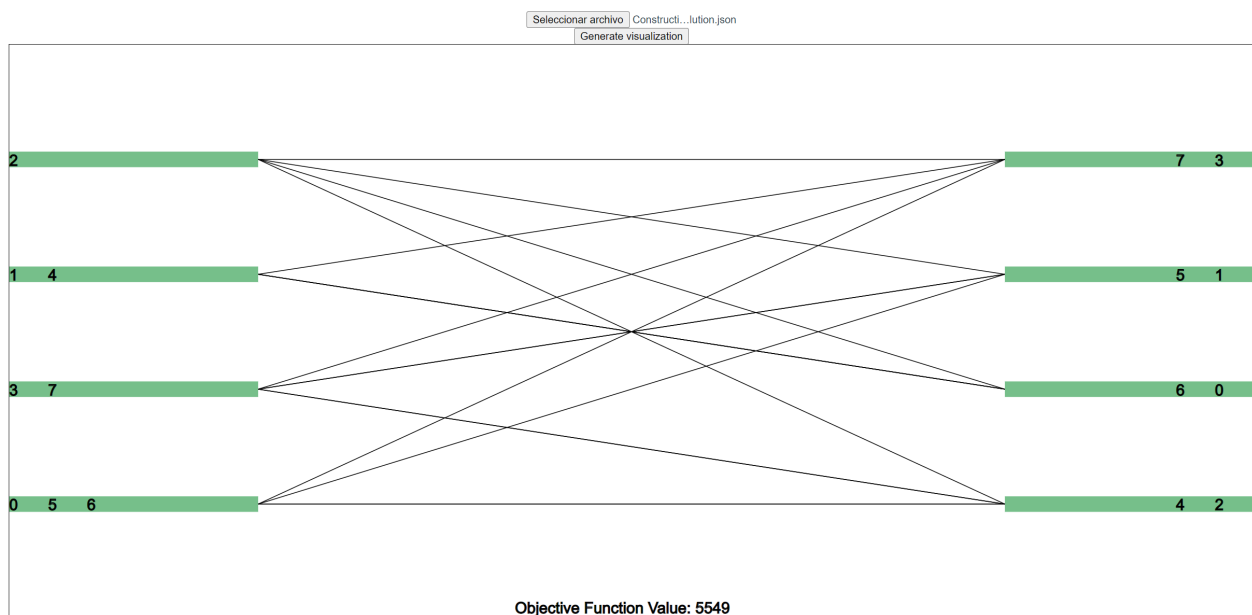 Seleccionar archivo Constructi…lution.json
Generate visualization
2 7 3
1 4 5 1
3 7 6 0
0 5 6 4 2
Objective Function Value: 5549